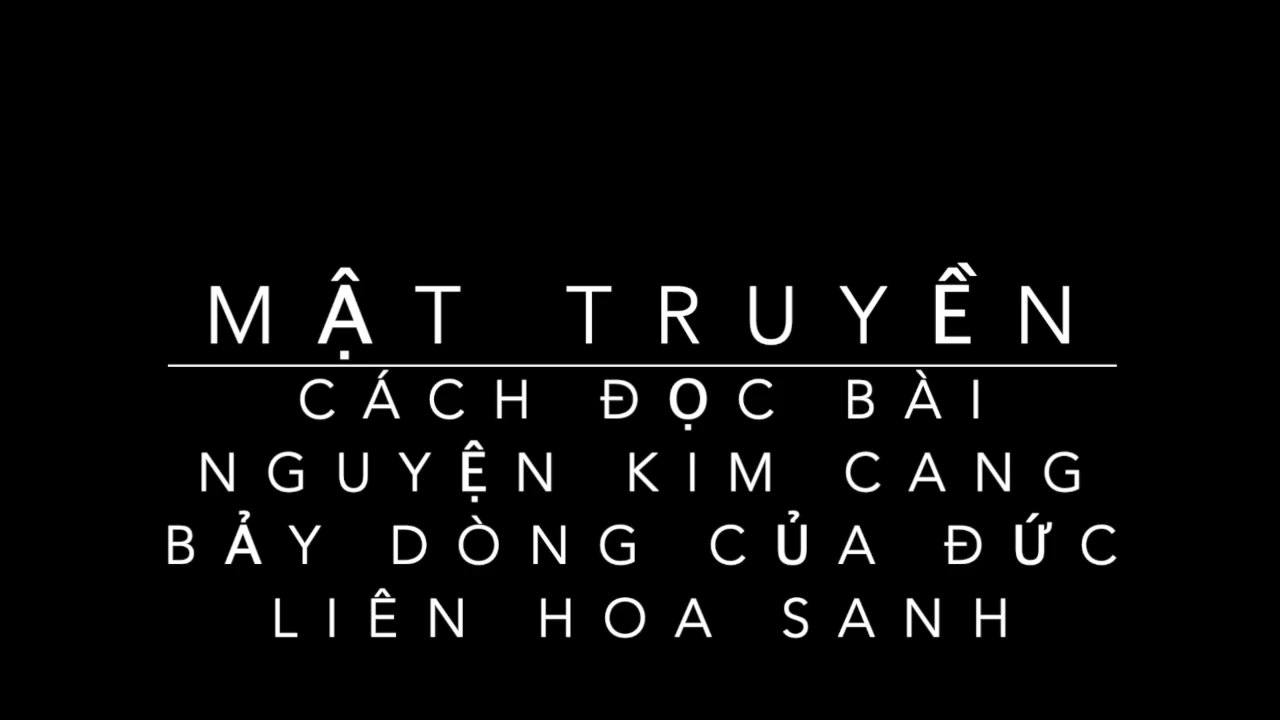 MẬT TRUYỀN
CÁCH ĐỌC BÀI
NGUYỆN KIM CANG
BẢY DÒNG CỦA ĐỨC
LIÊN HOA SANH